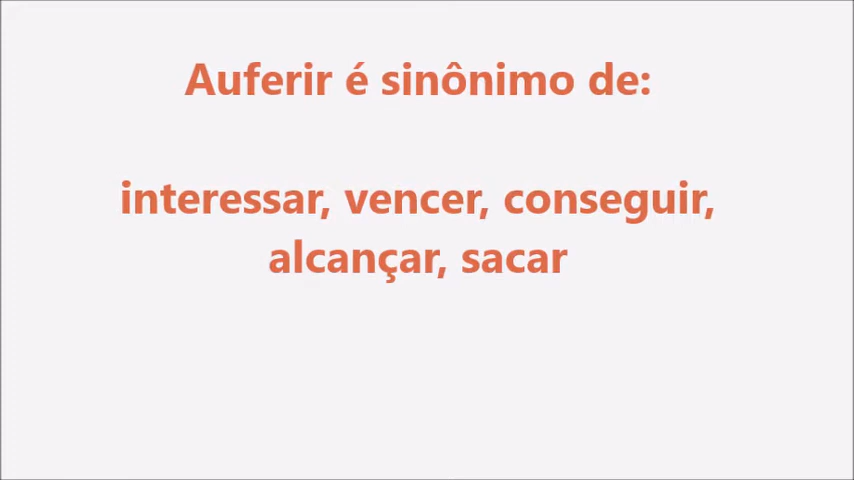 Auferir é sinônimo de:
interessar, vencer, conseguir,
alcançar, sacar